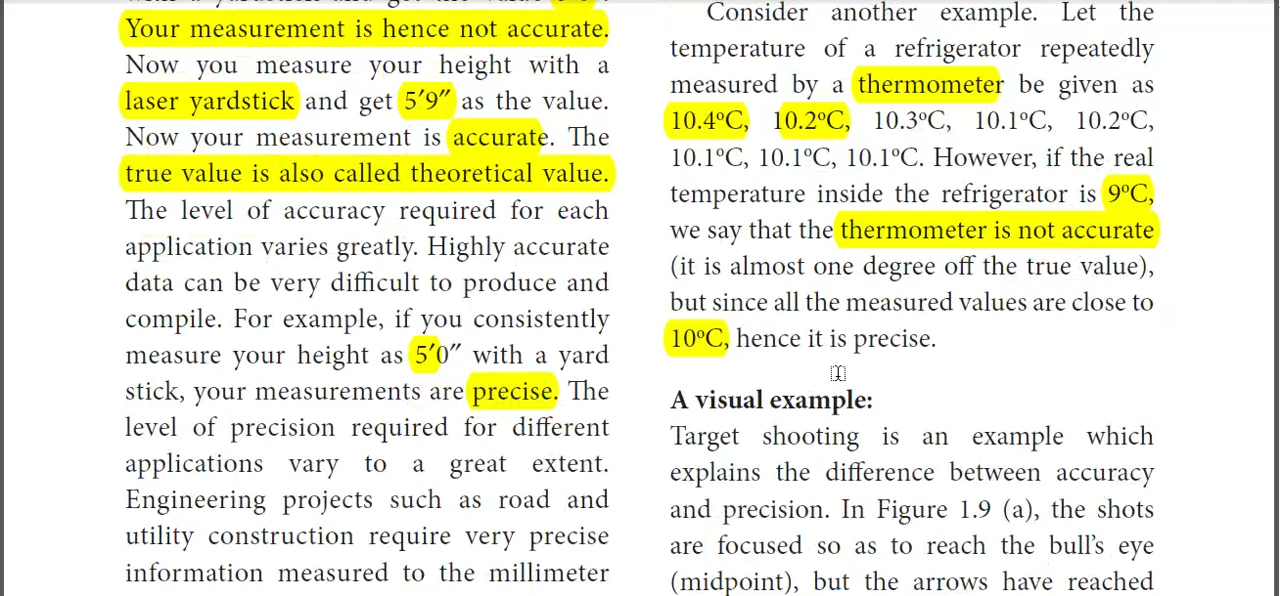 Your measurement is hence not accurate.
Now you measure your height with a
laser yardstick and get 5′9″ as the value.
Now your measurement is accurate. The
true value is also called theoretical value.
The level of accuracy required for each
application varies greatly. Highly accurate
data can be very difficult to produce and
compile. For example, if you consistently
measure your height as 5′0″ with a yard
stick, your measurements are precise. The
level of precision required for different
applications vary to a great extent.
Engineering projects such as road and
utility construction require very precise
information measured to the millimeter
Consider another example. Let the
temperature of a refrigerator repeatedly
measured by a thermometer be given as
10.4ºC, 10.2ºC, 10.3ºC, 10.1ºC, 10.2ºC,
10.1ºC, 10.1ºC, 10.1ºC. However, if the real
temperature inside the refrigerator is 9ºC,
we say that the thermometer is not accurate
(it is almost one degree off the true value),
but since all the measured values are close to
10ºC, hence it is precise.
A visual example:
Target shooting is an example which
explains the difference between accuracy
and precision. In Figure 1.9 (a), the shots
are focused so as to reach the bull's eye
(midpoint), but the arrows have reached